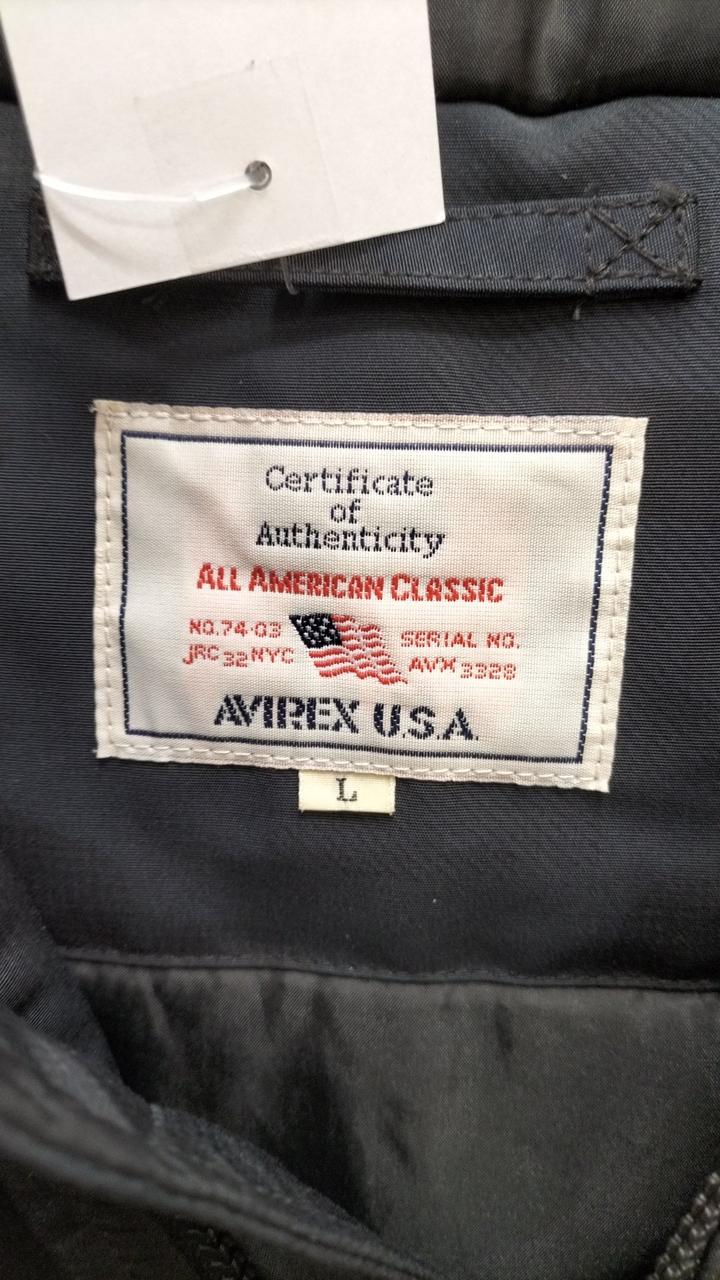 Certificate
of
Authenticity
ALL AMERICAN CLASSIC
NO.74-03
JRC 32 NYC
SERIAL NO.
AVX 3328
AVIREX U.S.A.
L